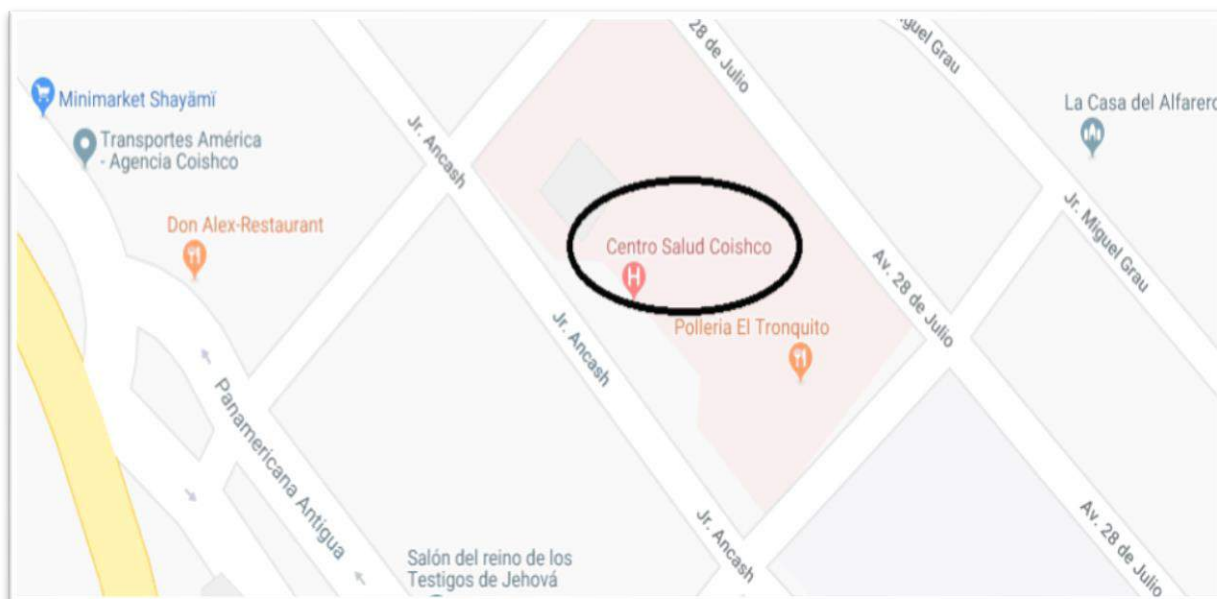 28 de Julio
guel Grau
Minimarket Shayämï
La Casa del Alfarero
Transportes América
- Agencia Coishco
Jr. Ancash
Don Alex-Restaurant
Jr. Miguel Grau
Centro Salud Coishco
H
Av. 28 de Julio
Polleria El Tronquito
Jr. Ancash
Panamericana Antigua
Jr. Ancash
Av. 28 de Julio
Salón del reino de los
Testigos de Jehová